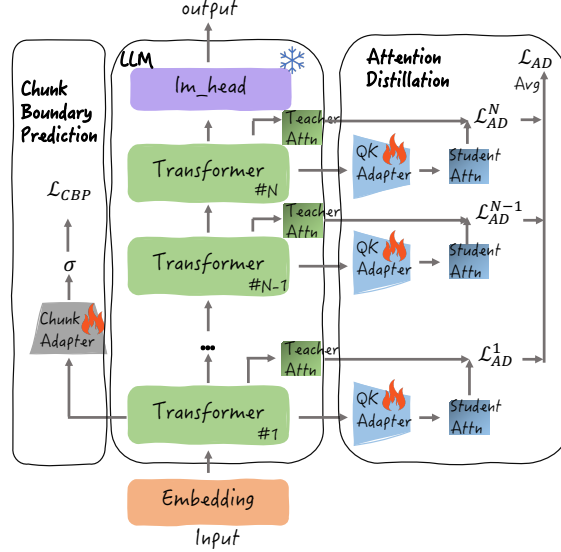 output
Chunk
Boundary
Prediction
LLM
lm_head
Attention
Distillation
ℒ_AD
Avg
Teacher
Attn
ℒ_AD^N
Transformer
#N
QK
Adapter
Student
Attn
ℒ_CBP
Teacher
Attn
ℒ_AD^{N−1}
Transformer
#N-1
QK
Adapter
Student
Attn
σ
Chunk
Adapter
...
Teacher
Attn
ℒ_AD^1
Transformer
#1
QK
Adapter
Student
Attn
Embedding
Input